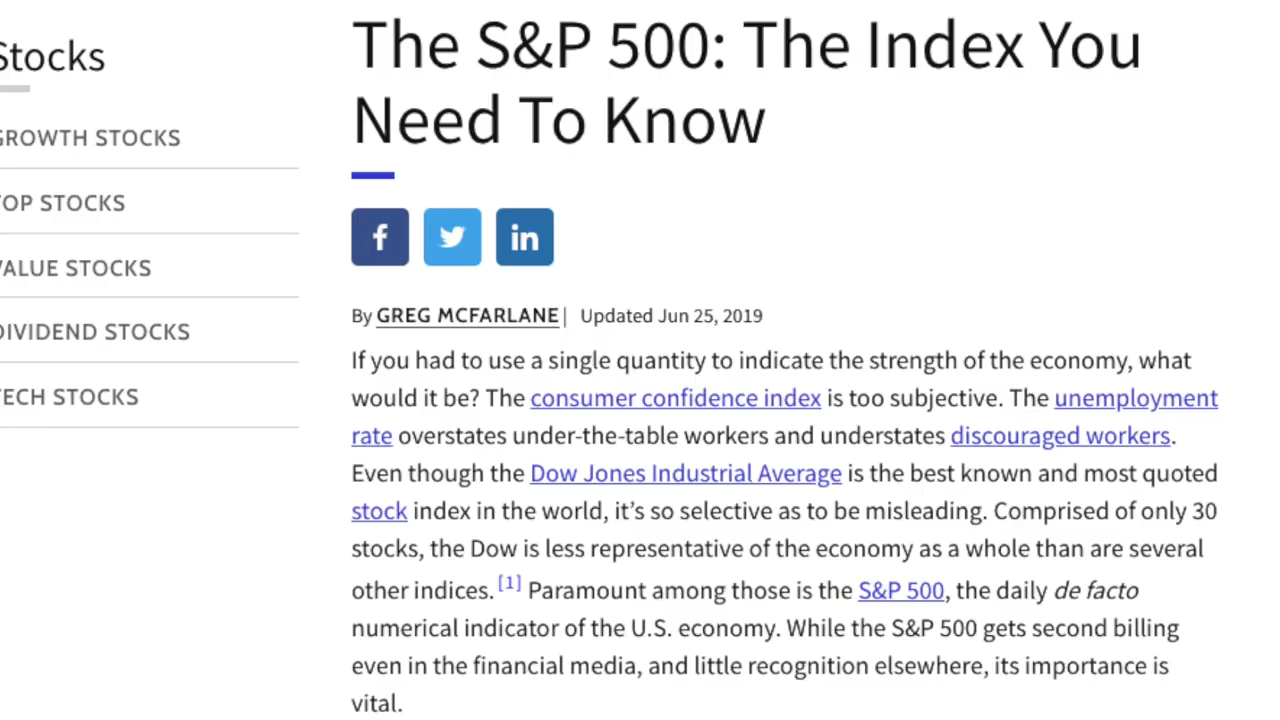 Stocks
GROWTH STOCKS
TOP STOCKS
VALUE STOCKS
DIVIDEND STOCKS
TECH STOCKS
The S&P 500: The Index You
Need To Know
f
in
By GREG MCFARLANE| Updated Jun 25, 2019
If you had to use a single quantity to indicate the strength of the economy, what
would it be? The consumer confidence index is too subjective. The unemployment
rate overstates under-the-table workers and understates discouraged workers.
Even though the Dow Jones Industrial Average is the best known and most quoted
stock index in the world, it’s so selective as to be misleading. Comprised of only 30
stocks, the Dow is less representative of the economy as a whole than are several
other indices.[1] Paramount among those is the S&P 500, the daily de facto
numerical indicator of the U.S. economy. While the S&P 500 gets second billing
even in the financial media, and little recognition elsewhere, its importance is
vital.